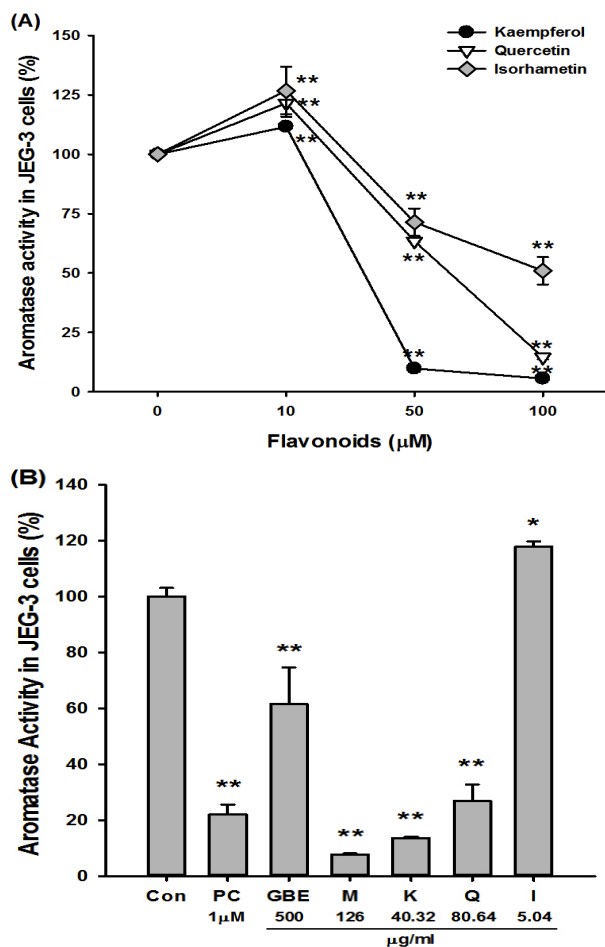 (A)
Aromatase activity in JEG-3 cells (%)
150
125
100
75
50
25
0
Kaempferol
Quercetin
Isorhametin
**
**
**
**
**
**
**
**
**
0 10 50 100
Flavonoids (μM)
(B)
Aromatase Activity in JEG-3 cells (%)
140
120
100
80
60
40
20
0
*
**
**
**
**
**
Con PC GBE M K Q I
1μM 500 126 40.32 80.64 5.04
μg/ml